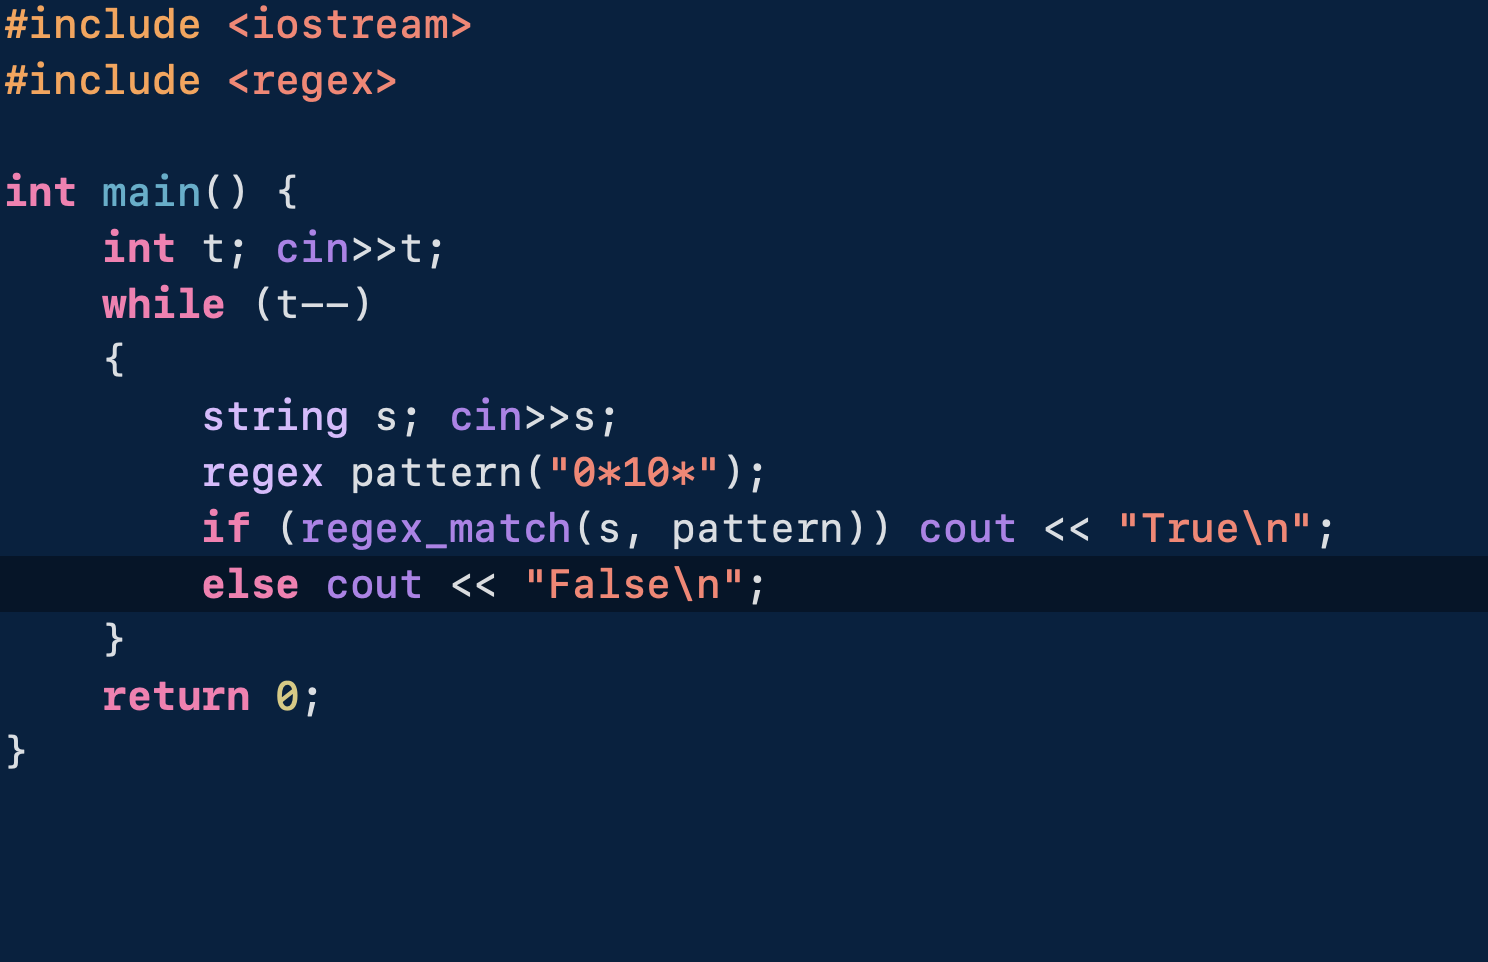 #include <iostream>
#include <regex>

int main() {
    int t; cin>>t;
    while (t--)
    {
        string s; cin>>s;
        regex pattern("0*10*");
        if (regex_match(s, pattern)) cout << "True\n";
        else cout << "False\n";
    }
    return 0;
}